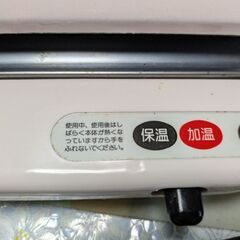 使用中、使用後はし
ばらく本体が熱くな
っていますから手を
ふれないでください。
保温
加温